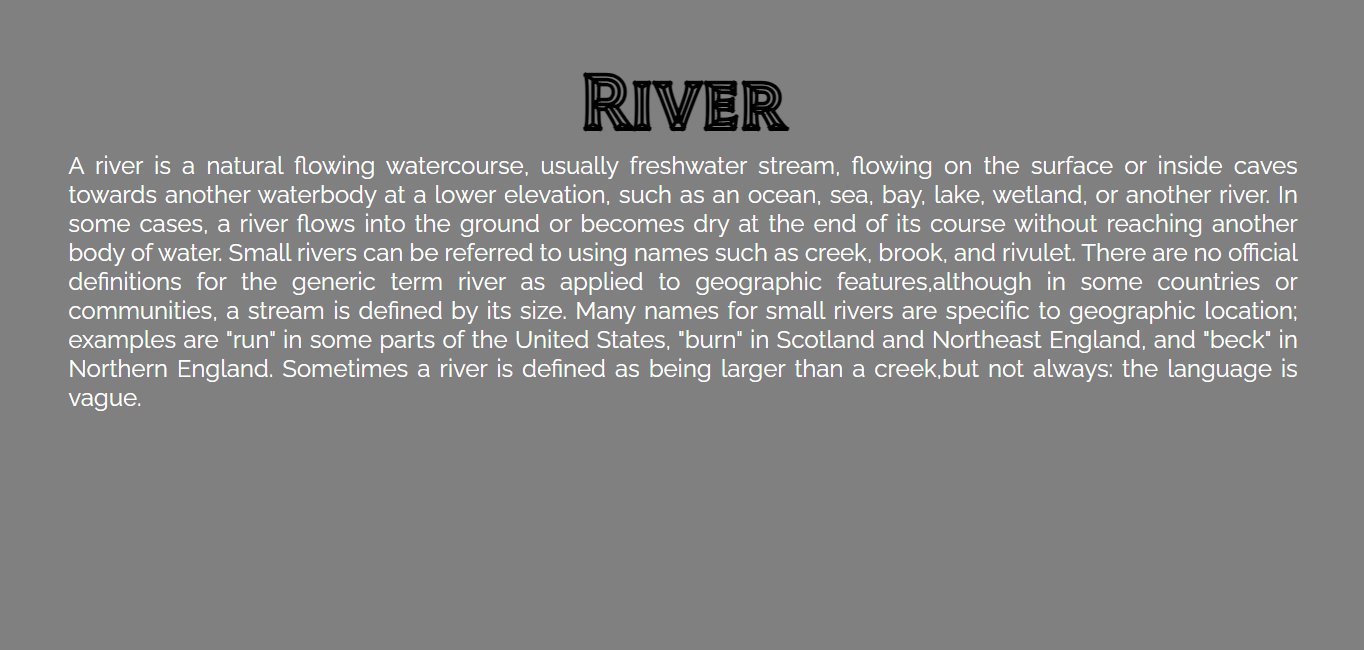 River
A river is a natural flowing watercourse, usually freshwater stream, flowing on the surface or inside caves
towards another waterbody at a lower elevation, such as an ocean, sea, bay, lake, wetland, or another river. In
some cases, a river flows into the ground or becomes dry at the end of its course without reaching another
body of water. Small rivers can be referred to using names such as creek, brook, and rivulet. There are no official
definitions for the generic term river as applied to geographic features,although in some countries or
communities, a stream is defined by its size. Many names for small rivers are specific to geographic location;
examples are "run" in some parts of the United States, "burn" in Scotland and Northeast England, and "beck" in
Northern England. Sometimes a river is defined as being larger than a creek,but not always: the language is
vague.